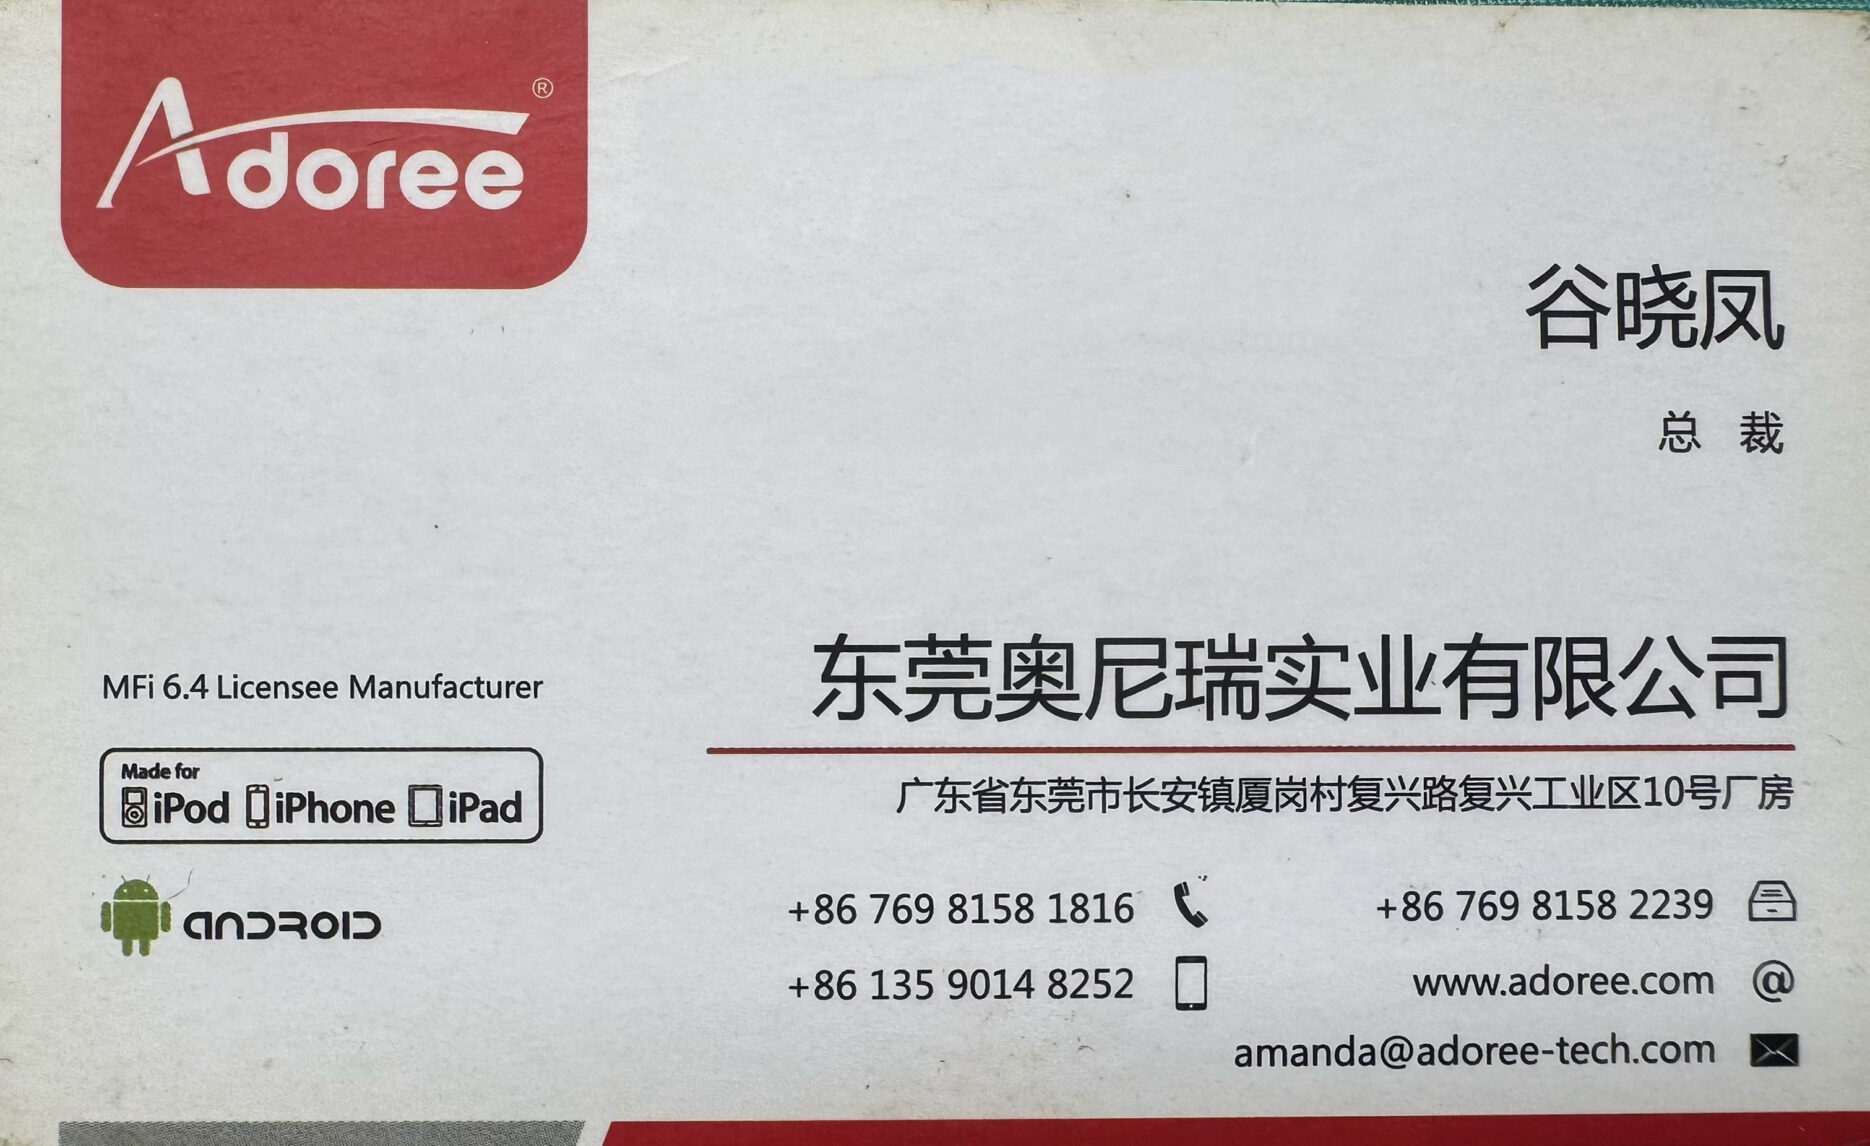 Adoree®
谷晓凤
总 裁
MFi 6.4 Licensee Manufacturer
Made for
iPod iPhone iPad
ANDROID
东莞奥尼瑞实业有限公司
广东省东莞市长安镇厦岗村复兴路复兴工业区10号厂房
+86 769 8158 1816
+86 769 8158 2239
+86 135 9014 8252
www.adoree.com
amanda@adoree-tech.com